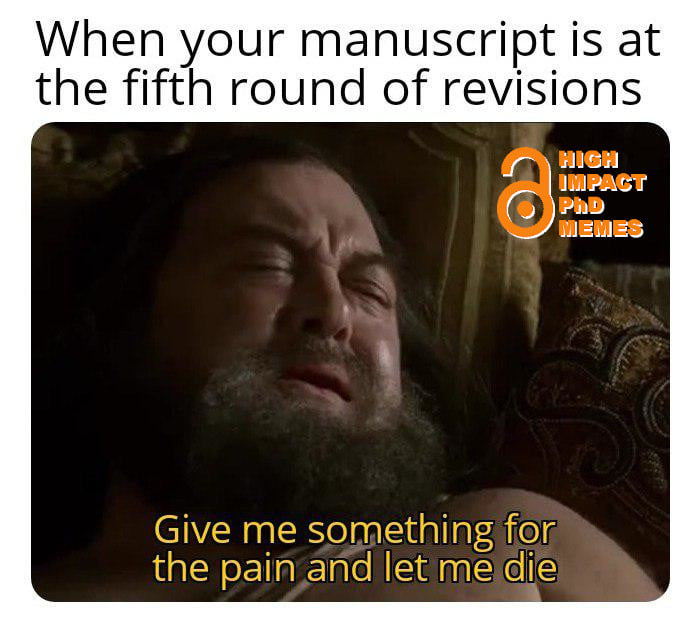 When your manuscript is at
the fifth round of revisions
HIGH
IMPACT
PhD
MEMES
Give me something for
the pain and let me die